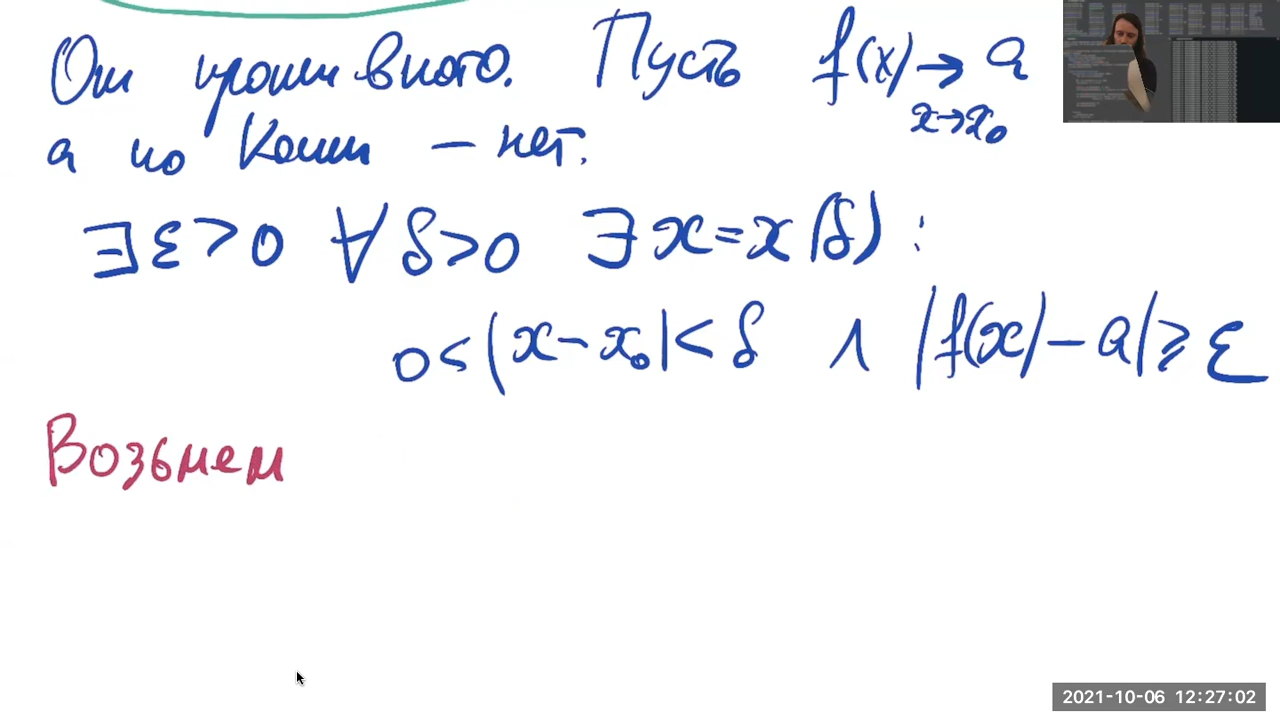 От противного. Пусть f(x) → a
x→x₀
а по Коши – нет.
∃ε>0 ∀δ>0 ∃x=x(δ):
0<|x-x₀|<δ ∧ |f(x)-a|≥ε
Возьмем
2021-10-06 12:27:02